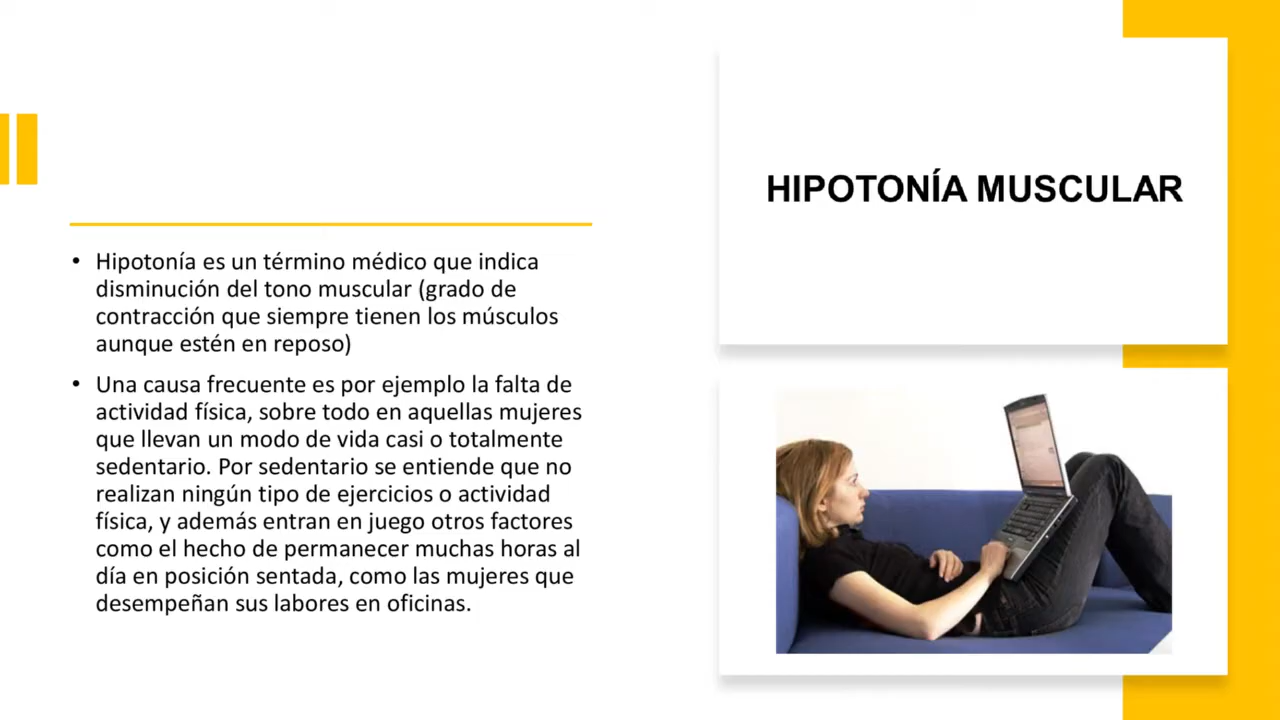 HIPOTONÍA MUSCULAR
• Hipotonía es un término médico que indica
disminución del tono muscular (grado de
contracción que siempre tienen los músculos
aunque estén en reposo)
• Una causa frecuente es por ejemplo la falta de
actividad física, sobre todo en aquellas mujeres
que llevan un modo de vida casi o totalmente
sedentario. Por sedentario se entiende que no
realizan ningún tipo de ejercicios o actividad
física, y además entran en juego otros factores
como el hecho de permanecer muchas horas al
día en posición sentada, como las mujeres que
desempeñan sus labores en oficinas.